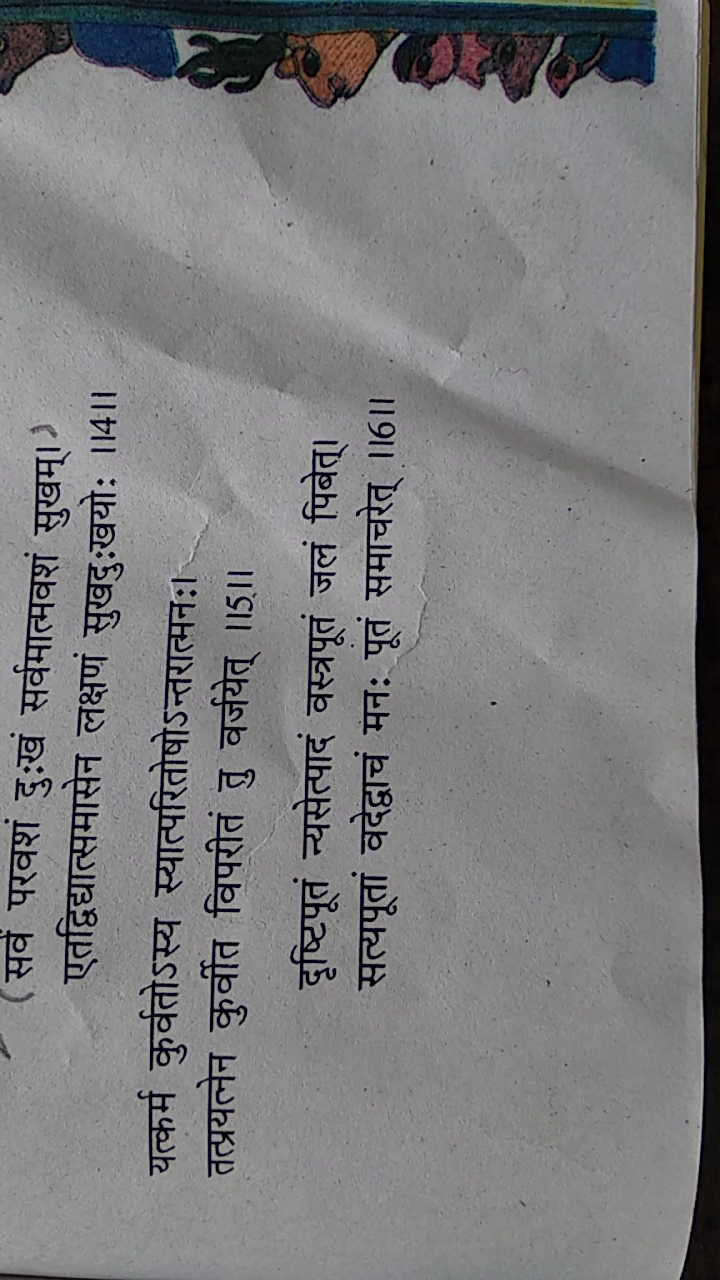 सर्वं परवशं दुःखं सर्वमात्मवशं सुखम्।
एतद्विद्यात्समासेन लक्षणं सुखदुःखयोः ।।4।।
यत्कर्म कुर्वतोऽस्य स्यात्परितोषोऽन्तरात्मनः।
तत्प्रयत्नेन कुर्वीत विपरीतं तु वर्जयेत् ।।5।।
दृष्टिपूतं न्यसेत्पादं वस्त्रपूतं जलं पिबेत्।
सत्यपूतां वदेद्वाचं मनः पूतं समाचरेत् ।।6।।